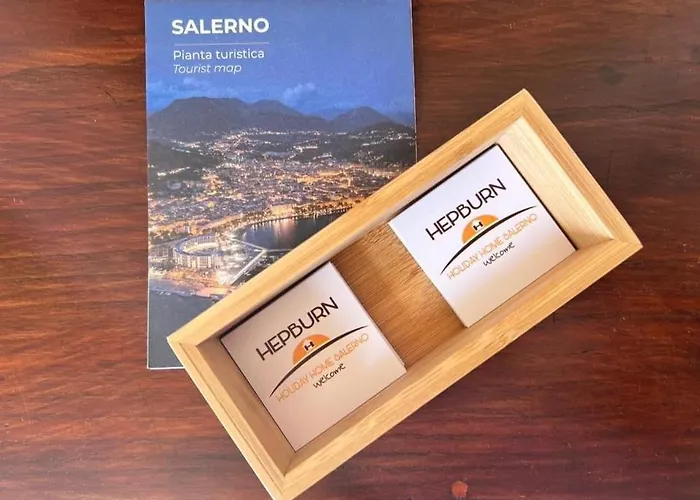 SALERNO
Pianta turistica
Tourist map
HEPBURN
H
HOLIDAY HOME SALERNO
welcome
HEPBURN
H
HOLIDAY HOME SALERNO
welcome